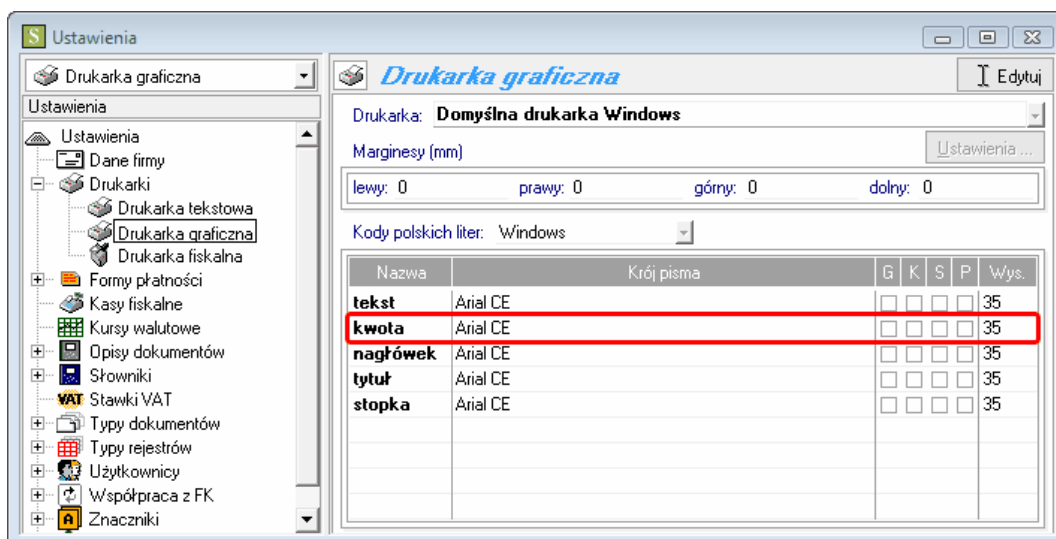 Ustawienia
Drukarka graficzna
Ustawienia
Ustawienia
Dane firmy
Drukarki
Drukarka tekstowa
Drukarka graficzna
Drukarka fiskalna
Formy płatności
Kasy fiskalne
Kursy walutowe
Opisy dokumentów
Słowniki
VAT Stawki VAT
Typy dokumentów
Typy rejestrów
Użytkownicy
Współpraca z FK
Znaczniki
Drukarka graficzna
Edytuj
Drukarka: Domyślna drukarka Windows
Marginesy (mm) Ustawienia ...
lewy: 0 prawy: 0 górny: 0 dolny: 0
Kody polskich liter: Windows
Nazwa Krój pisma G K S P Wys.
tekst Arial CE 35
kwota Arial CE 35
nagłówek Arial CE 35
tytuł Arial CE 35
stopka Arial CE 35